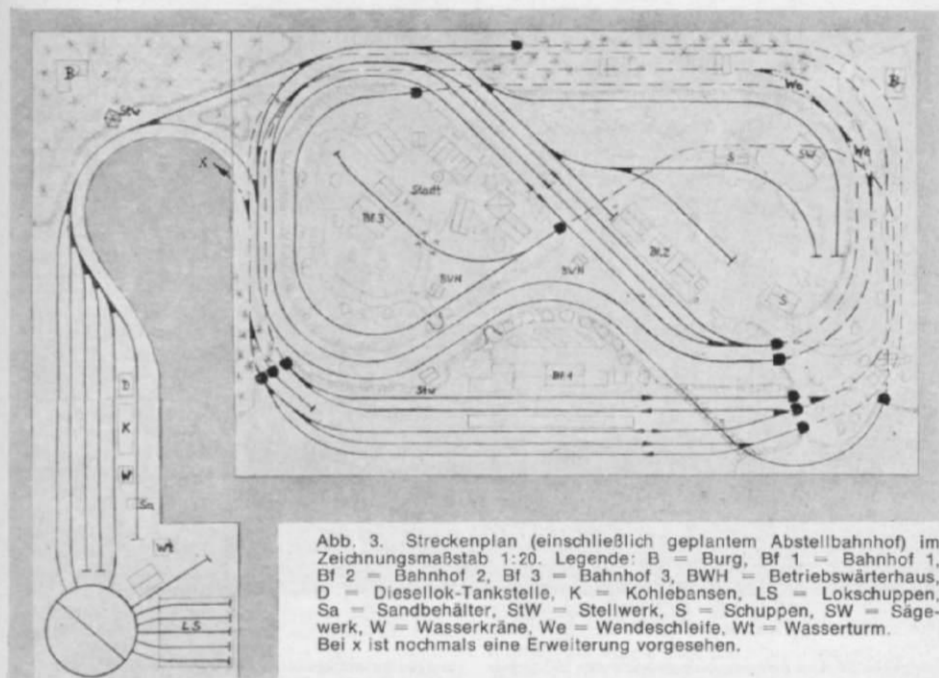 B
Stw
x
Stadt
Bf 3
BWH
BWH
Bf 2
We
We
B
S
SW
S
Stw
Bf 1
D
K
W
Sa
Wt
LS
Abb. 3. Streckenplan (einschließlich geplantem Abstellbahnhof) im
Zeichnungsmaßstab 1:20. Legende: B = Burg, Bf 1 = Bahnhof 1,
Bf 2 = Bahnhof 2, Bf 3 = Bahnhof 3, BWH = Betriebswärterhaus,
D = Diesellok-Tankstelle, K = Kohlebansen, LS = Lokschuppen,
Sa = Sandbehälter, StW = Stellwerk, S = Schuppen, SW = Säge-
werk, W = Wasserkräne, We = Wendeschleife, Wt = Wasserturm.
Bei x ist nochmals eine Erweiterung vorgesehen.